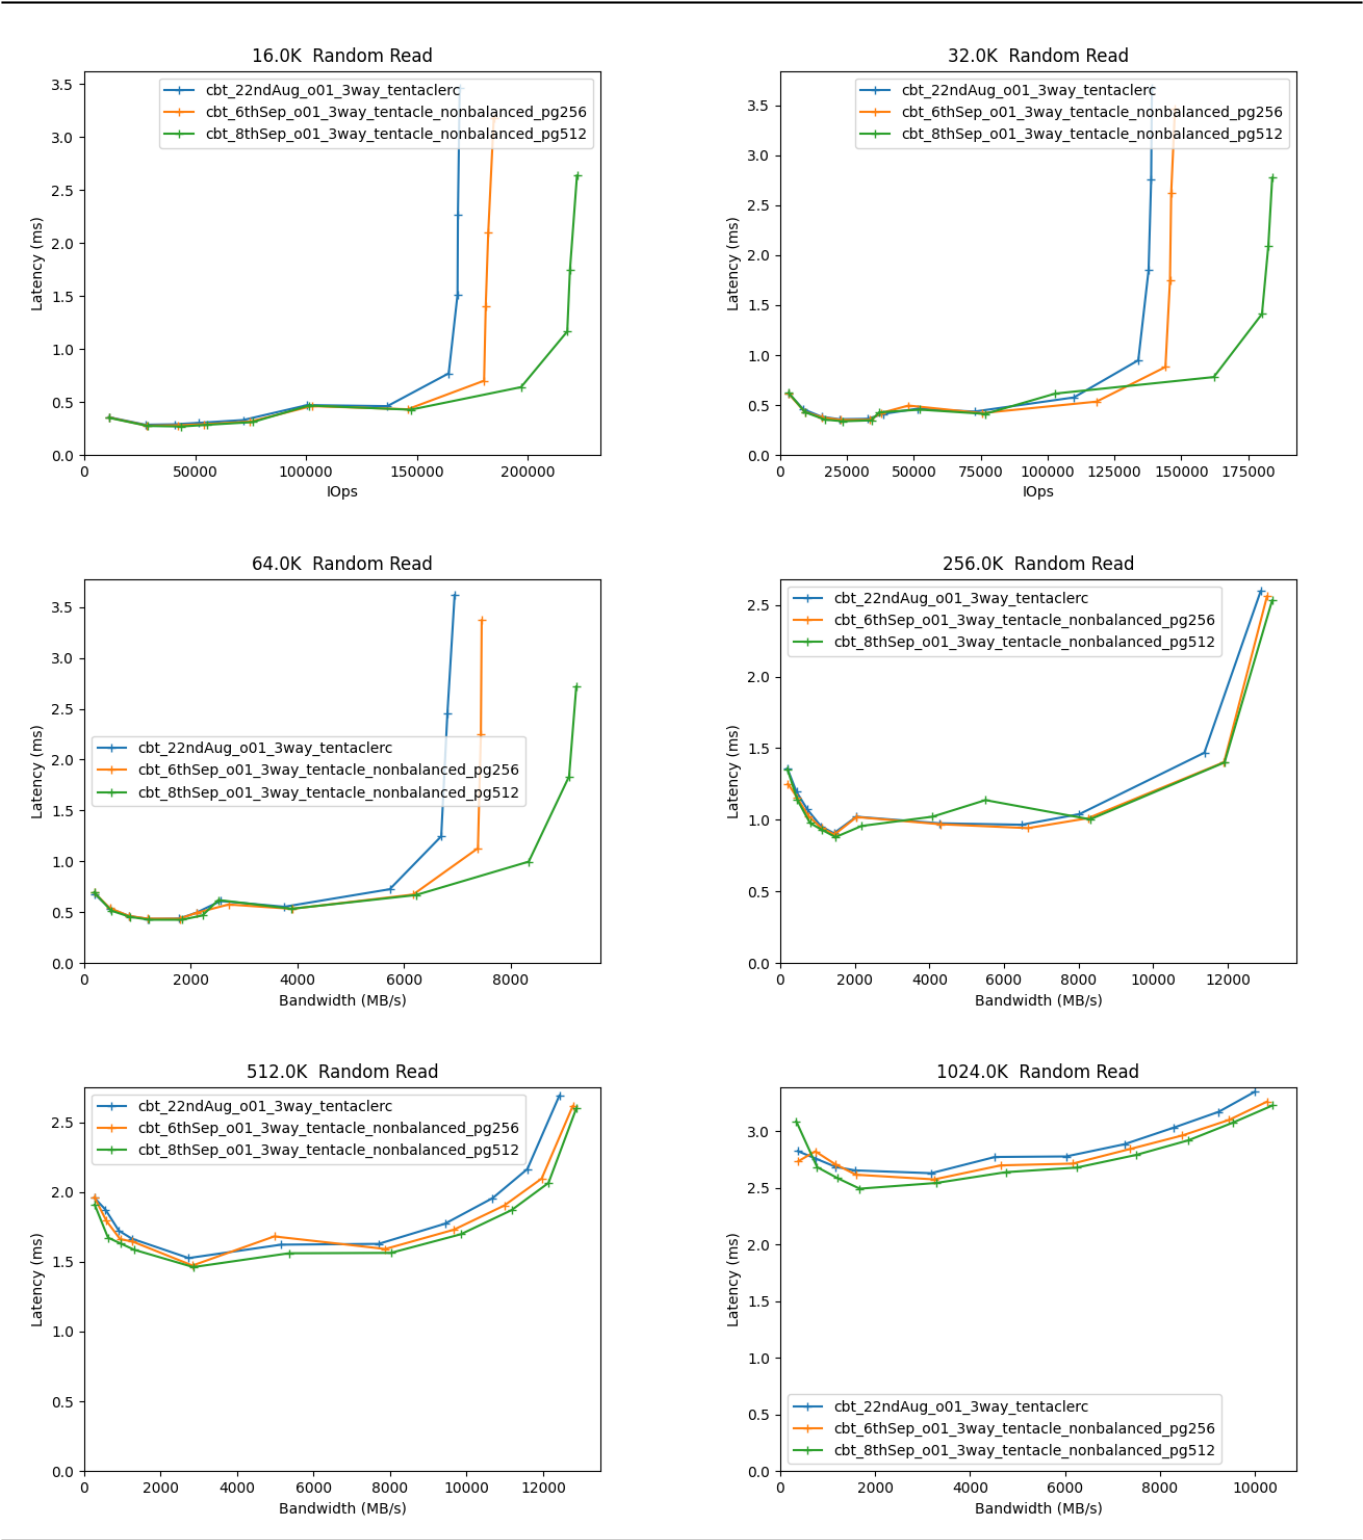 16.0K  Random Read
3.5
3.0
2.5
2.0
1.5
1.0
0.5
0.0
Latency (ms)
cbt_22ndAug_o01_3way_tentaclerc
cbt_6thSep_o01_3way_tentacle_nonbalanced_pg256
cbt_8thSep_o01_3way_tentacle_nonbalanced_pg512
0 50000 100000 150000 200000
IOps
32.0K  Random Read
3.5
3.0
2.5
2.0
1.5
1.0
0.5
0.0
Latency (ms)
cbt_22ndAug_o01_3way_tentaclerc
cbt_6thSep_o01_3way_tentacle_nonbalanced_pg256
cbt_8thSep_o01_3way_tentacle_nonbalanced_pg512
0 25000 50000 75000 100000 125000 150000 175000
IOps
64.0K  Random Read
3.5
3.0
2.5
2.0
1.5
1.0
0.5
0.0
Latency (ms)
cbt_22ndAug_o01_3way_tentaclerc
cbt_6thSep_o01_3way_tentacle_nonbalanced_pg256
cbt_8thSep_o01_3way_tentacle_nonbalanced_pg512
0 2000 4000 6000 8000
Bandwidth (MB/s)
256.0K  Random Read
2.5
2.0
1.5
1.0
0.5
0.0
Latency (ms)
cbt_22ndAug_o01_3way_tentaclerc
cbt_6thSep_o01_3way_tentacle_nonbalanced_pg256
cbt_8thSep_o01_3way_tentacle_nonbalanced_pg512
0 2000 4000 6000 8000 10000 12000
Bandwidth (MB/s)
512.0K  Random Read
2.5
2.0
1.5
1.0
0.5
0.0
Latency (ms)
cbt_22ndAug_o01_3way_tentaclerc
cbt_6thSep_o01_3way_tentacle_nonbalanced_pg256
cbt_8thSep_o01_3way_tentacle_nonbalanced_pg512
0 2000 4000 6000 8000 10000 12000
Bandwidth (MB/s)
1024.0K  Random Read
3.0
2.5
2.0
1.5
1.0
0.5
0.0
Latency (ms)
cbt_22ndAug_o01_3way_tentaclerc
cbt_6thSep_o01_3way_tentacle_nonbalanced_pg256
cbt_8thSep_o01_3way_tentacle_nonbalanced_pg512
0 2000 4000 6000 8000 10000
Bandwidth (MB/s)